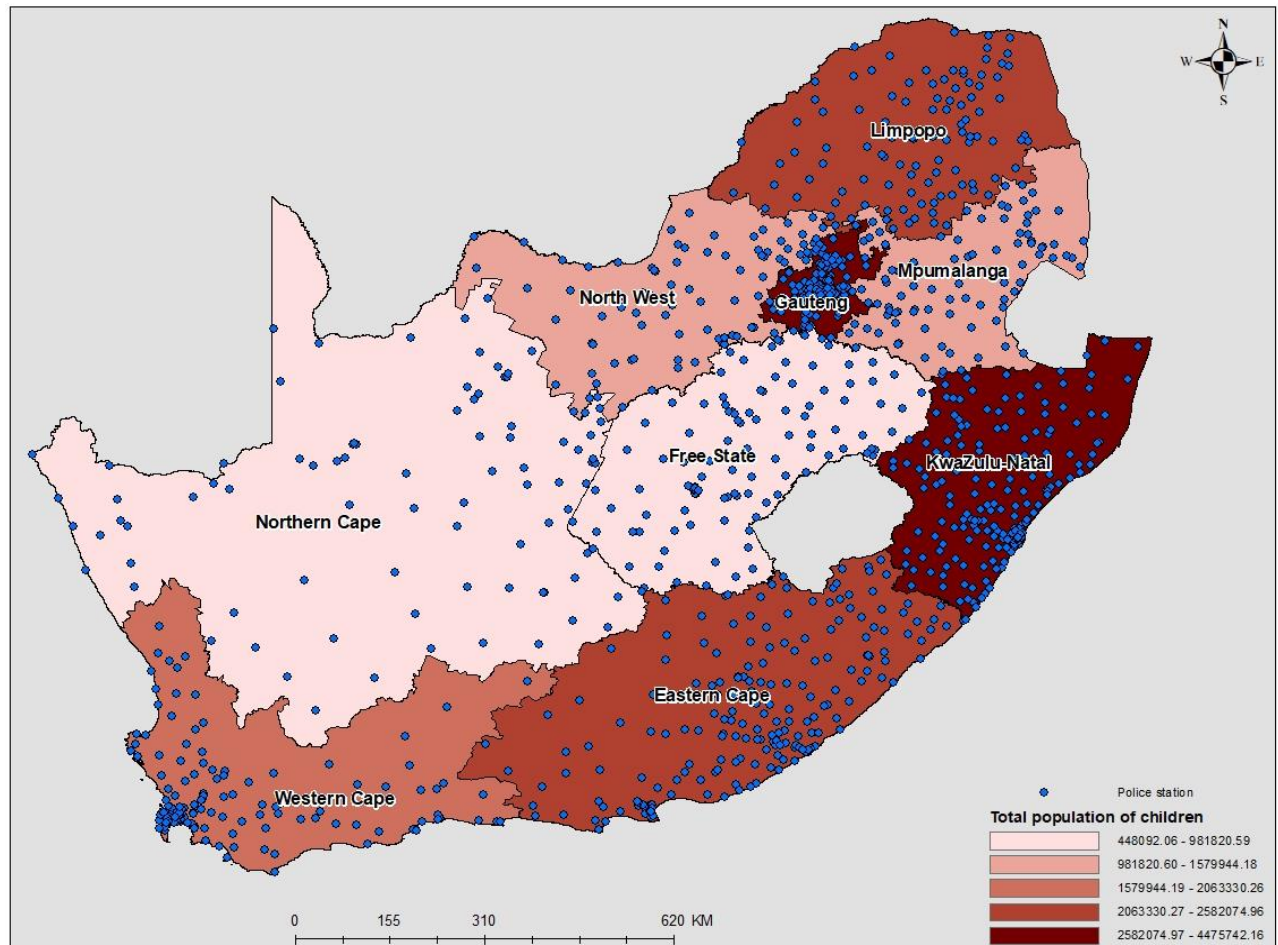 N
W E
S
Limpopo
Mpumalanga
North West
Gauteng
Free State
KwaZulu-Natal
Northern Cape
Eastern Cape
Western Cape
Police station
Total population of children
448092.06 - 981820.59
981820.60 - 1579944.18
1579944.19 - 2063330.26
2063330.27 - 2582074.96
2582074.97 - 4475742.16
0 155 310 620 KM